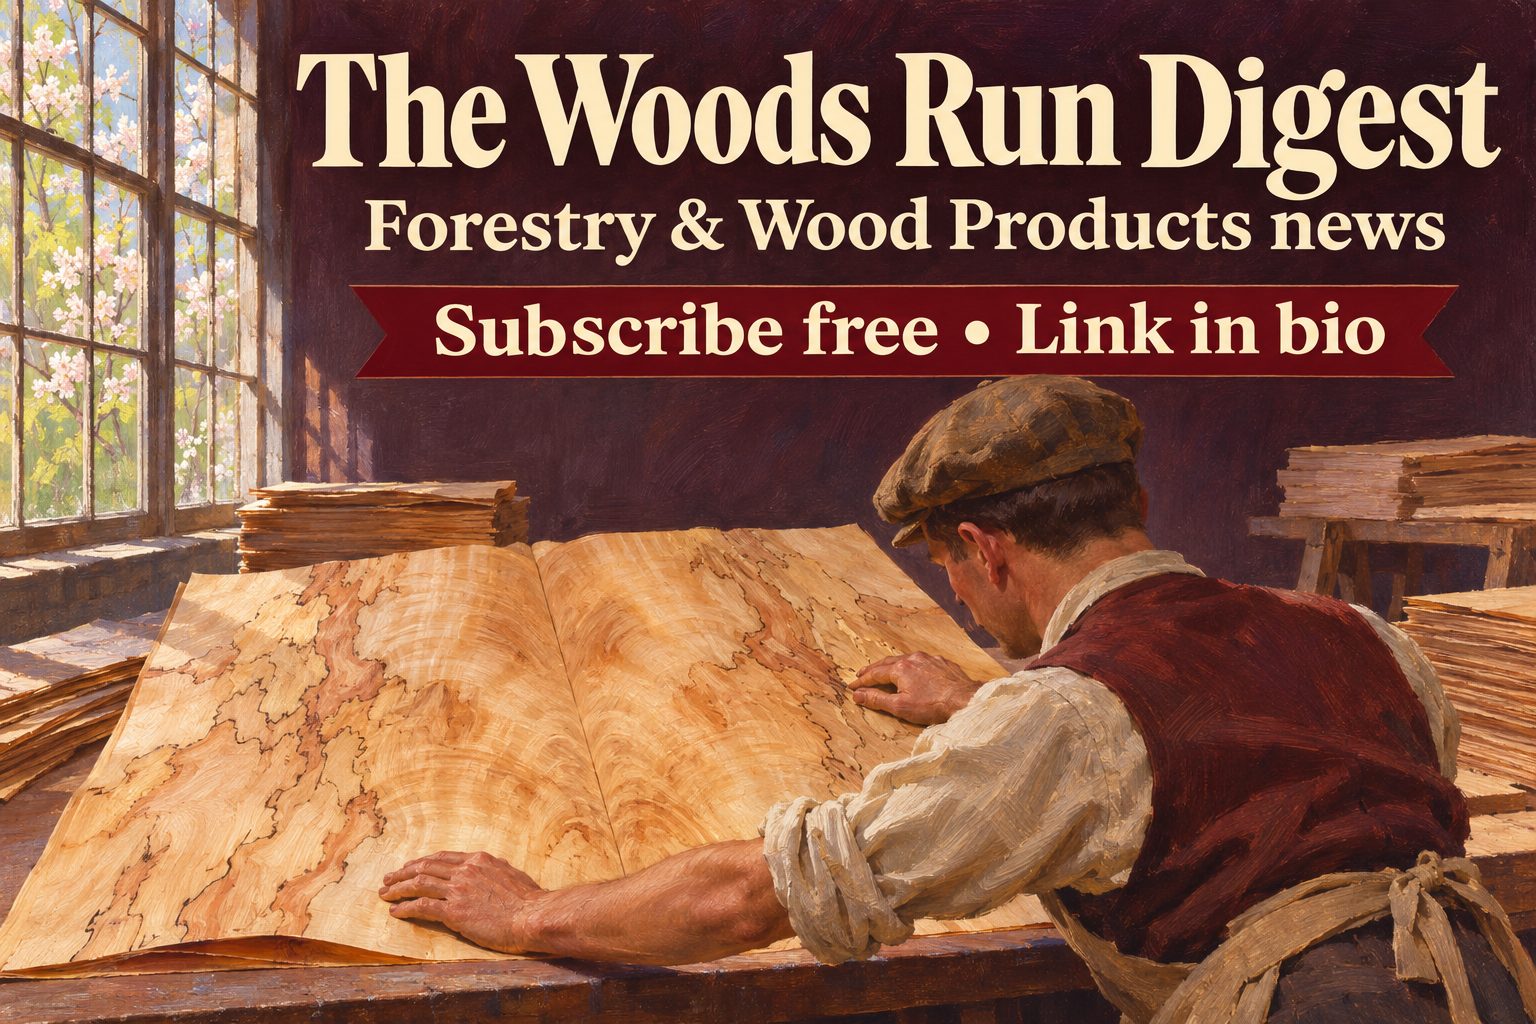 The Woods Run Digest
Forestry & Wood Products news
Subscribe free • Link in bio